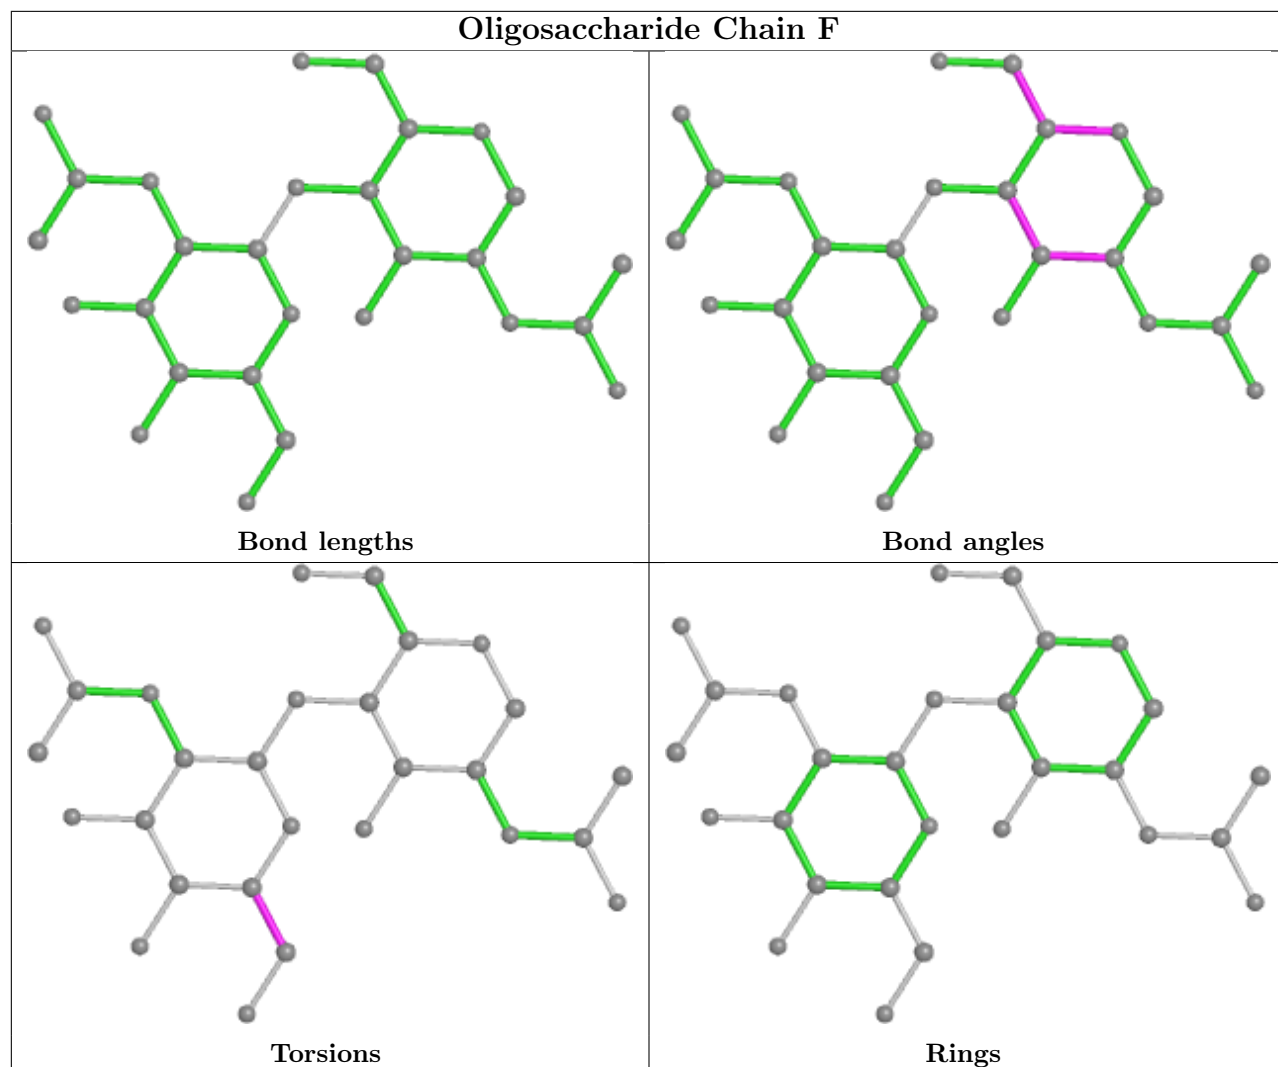 Oligosaccharide Chain F
Bond lengths
Bond angles
Torsions
Rings